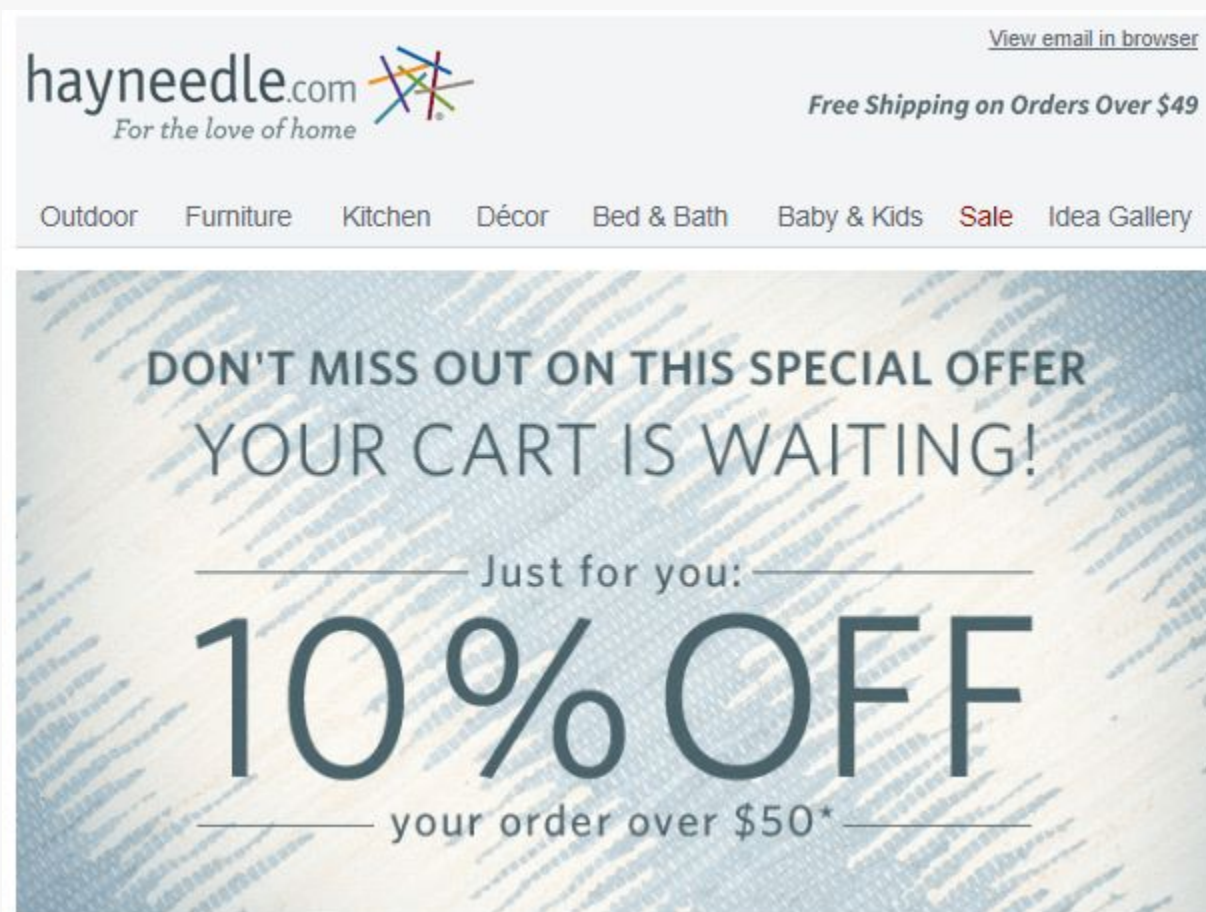 View email in browser
hayneedle.com
For the love of home
Free Shipping on Orders Over $49
Outdoor Furniture Kitchen Décor Bed & Bath Baby & Kids Sale Idea Gallery
DON'T MISS OUT ON THIS SPECIAL OFFER
YOUR CART IS WAITING!
Just for you:
10% OFF
your order over $50*